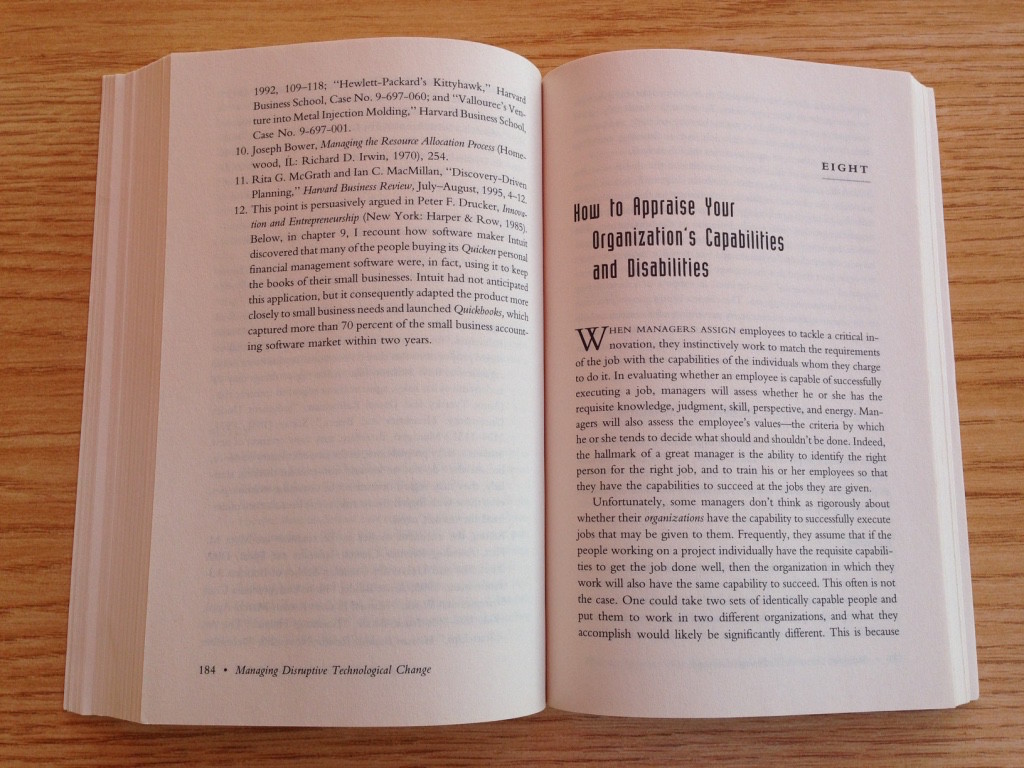 1992, 109–118; "Hewlett-Packard's Kittyhawk," Harvard
Business School, Case No. 9-697-060; and "Vallourec's Ven-
ture into Metal Injection Molding," Harvard Business School,
Case No. 9-697-001.
10. Joseph Bower, Managing the Resource Allocation Process (Home-
wood, IL: Richard D. Irwin, 1970), 254.
11. Rita G. McGrath and Ian C. MacMillan, "Discovery-Driven
Planning," Harvard Business Review, July–August, 1995, 4–12.
12. This point is persuasively argued in Peter F. Drucker, Innova-
tion and Entrepreneurship (New York: Harper & Row, 1985).
Below, in chapter 9, I recount how software maker Intuit
discovered that many of the people buying its Quicken personal
financial management software were, in fact, using it to keep
the books of their small businesses. Intuit had not anticipated
this application, but it consequently adapted the product more
closely to small business needs and launched Quickbooks, which
captured more than 70 percent of the small business account-
ing software market within two years.
184 • Managing Disruptive Technological Change
EIGHT
How to Appraise Your
Organization's Capabilities
and Disabilities
WHEN MANAGERS ASSIGN employees to tackle a critical in-
novation, they instinctively work to match the requirements
of the job with the capabilities of the individuals whom they charge
to do it. In evaluating whether an employee is capable of successfully
executing a job, managers will assess whether he or she has the
requisite knowledge, judgment, skill, perspective, and energy. Man-
agers will also assess the employee's values—the criteria by which
he or she tends to decide what should and shouldn't be done. Indeed,
the hallmark of a great manager is the ability to identify the right
person for the right job, and to train his or her employees so that
they have the capabilities to succeed at the jobs they are given.
Unfortunately, some managers don't think as rigorously about
whether their organizations have the capability to successfully execute
jobs that may be given to them. Frequently, they assume that if the
people working on a project individually have the requisite capabili-
ties to get the job done well, then the organization in which they
work will also have the same capability to succeed. This often is not
the case. One could take two sets of identically capable people and
put them to work in two different organizations, and what they
accomplish would likely be significantly different. This is because